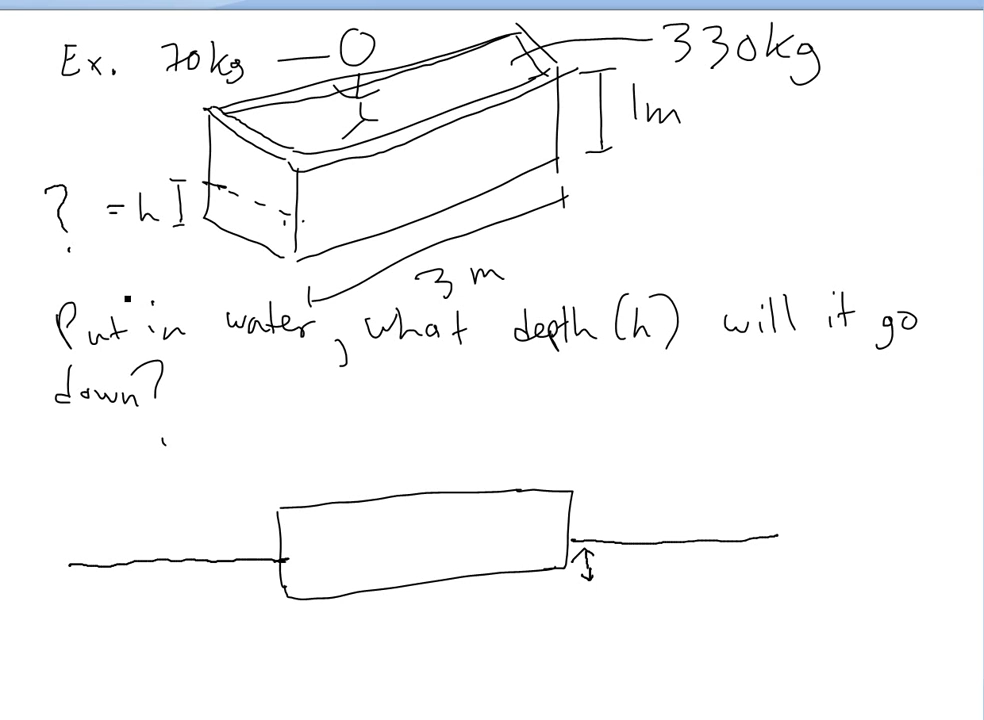 Ex. 70kg
330kg
1m
? = h
3 m
Put in water, what depth (h) will it go
down?